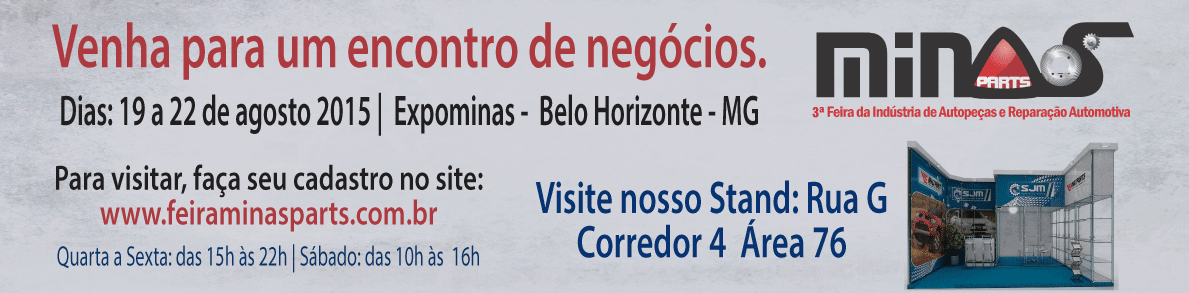 Venha para um encontro de negócios.
Dias: 19 a 22 de agosto 2015 | Expominas - Belo Horizonte - MG
Para visitar, faça seu cadastro no site:
www.feiraminasparts.com.br
Quarta a Sexta: das 15h às 22h | Sábado: das 10h às 16h
minas
PARTS
3ª Feira da Indústria de Autopeças e Reparação Automotiva
Visite nosso Stand: Rua G
Corredor 4 Área 76
SJM
SJM